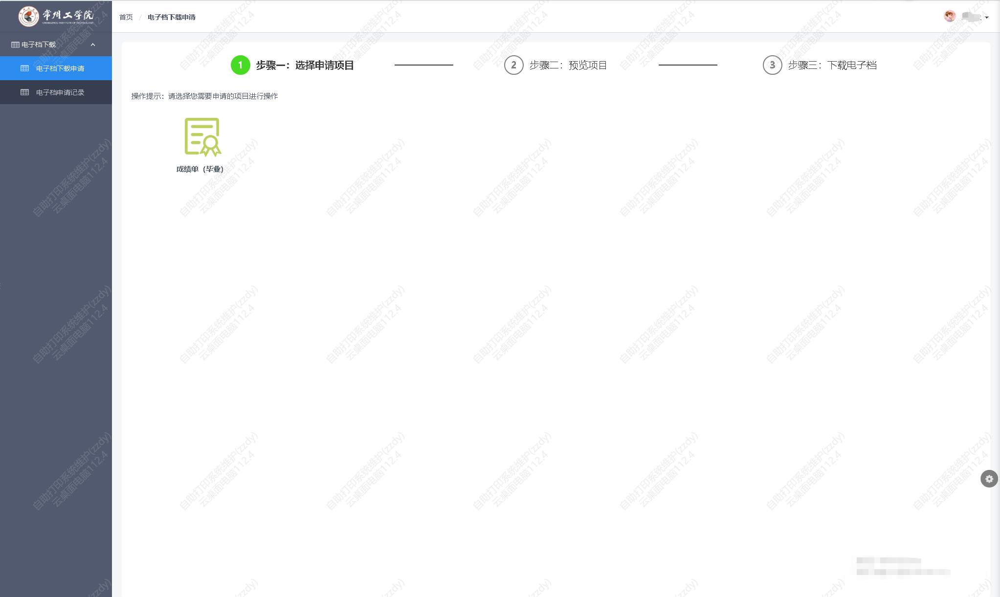 常州工学院
CHANGZHOU INSTITUTE OF TECHNOLOGY
首页 / 电子档下载申请
电子档下载
电子档下载申请
电子档申请记录
1 步骤一：选择申请项目
2 步骤二：预览项目
3 步骤三：下载电子档
操作提示：请选择您需要申请的项目进行操作
成绩单（毕业）
自助打印系统维护(zzdy)
云桌面电脑112.4